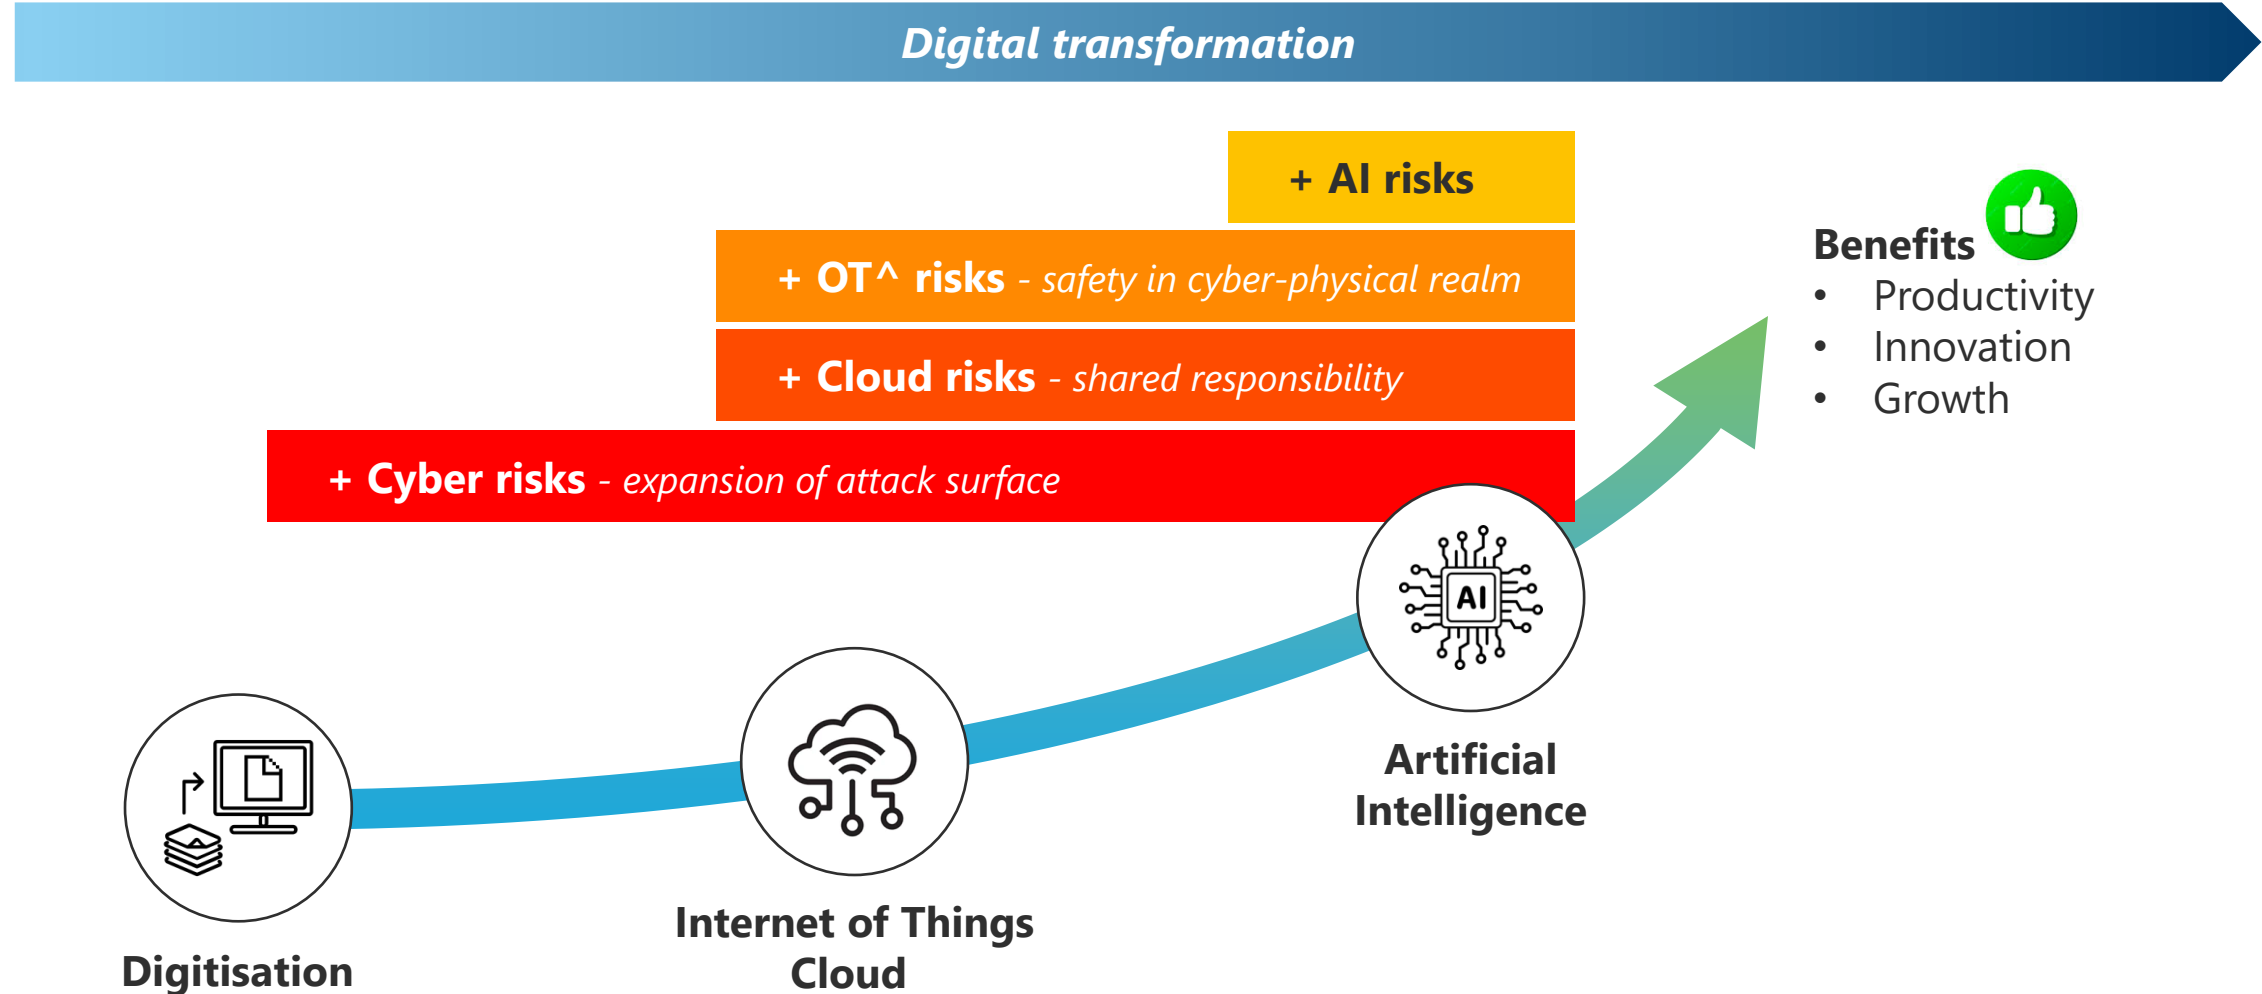 Digital transformation
+ AI risks
+ OT^ risks - safety in cyber-physical realm
+ Cloud risks - shared responsibility
+ Cyber risks - expansion of attack surface
Benefits
• Productivity
• Innovation
• Growth
AI
Artificial
Intelligence
Internet of Things
Cloud
Digitisation